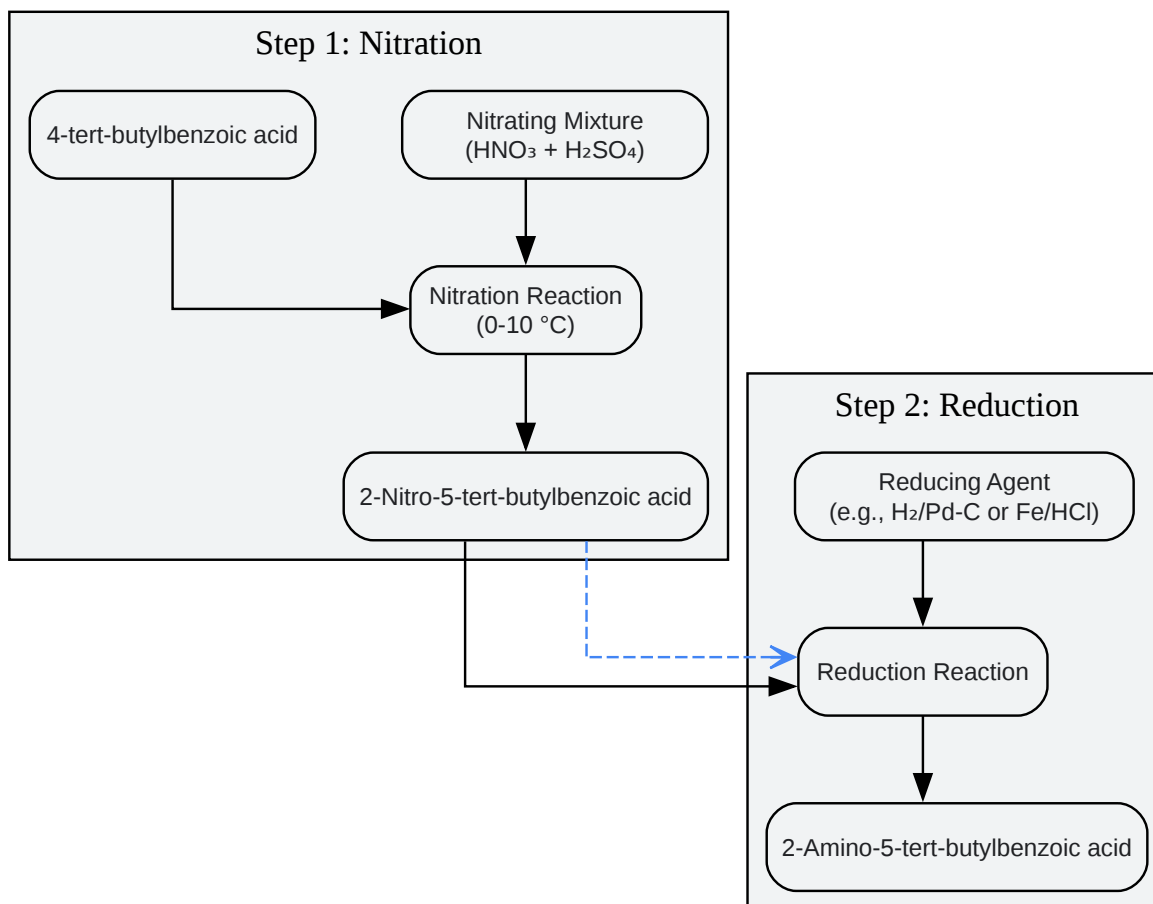 Step 1: Nitration
4-tert-butylbenzoic acid
Nitrating Mixture
(HNO₃ + H₂SO₄)
Nitration Reaction
(0-10 °C)
2-Nitro-5-tert-butylbenzoic acid
Step 2: Reduction
Reducing Agent
(e.g., H₂/Pd-C or Fe/HCl)
Reduction Reaction
2-Amino-5-tert-butylbenzoic acid